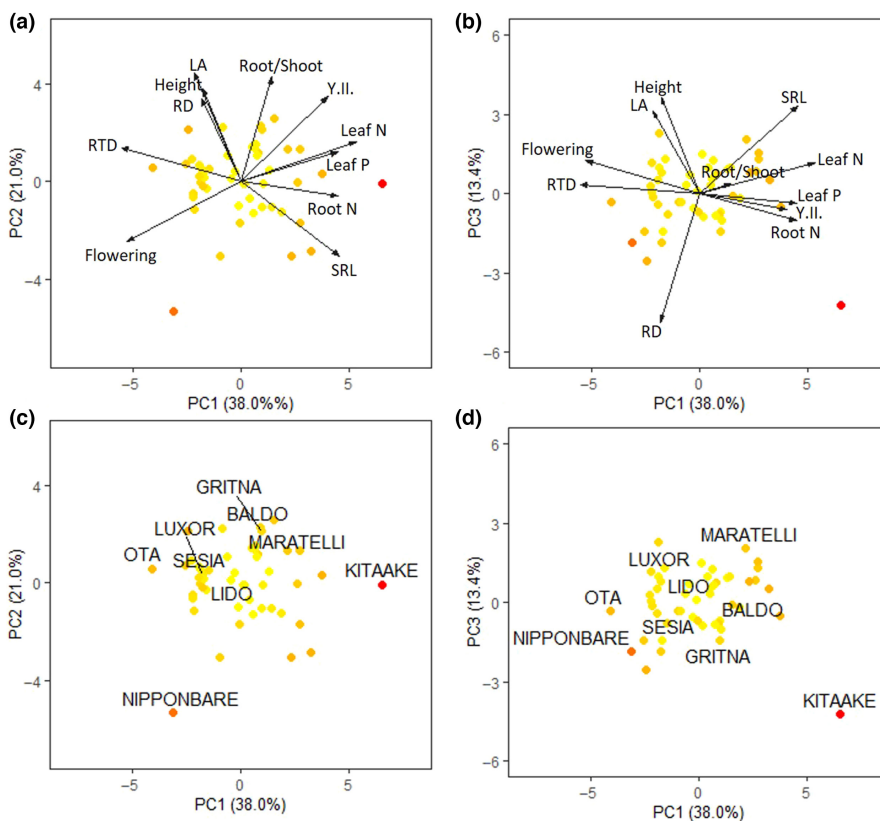 (a)
4
0
−4
PC2 (21.0%)
LA
Height
RD
Root/Shoot
Y.II.
Leaf N
Leaf P
RTD
Root N
Flowering
SRL
−5
0
5
PC1 (38.0%%)
(b)
6
3
0
−3
−6
PC3 (13.4%)
Height
LA
SRL
Flowering
Root/Shoot
Leaf N
RTD
Leaf P
Y.II.
Root N
RD
−5
0
5
PC1 (38.0%)
(c)
4
0
−4
PC2 (21.0%)
GRITNA
BALDO
LUXOR
MARATELLI
OTA
SESIA
KITAAKE
LIDO
NIPPONBARE
−5
0
5
PC1 (38.0%)
(d)
6
3
0
−3
−6
PC3 (13.4%)
MARATELLI
LUXOR
LIDO
OTA
BALDO
SESIA
NIPPONBARE
GRITNA
KITAAKE
−5
0
5
PC1 (38.0%)